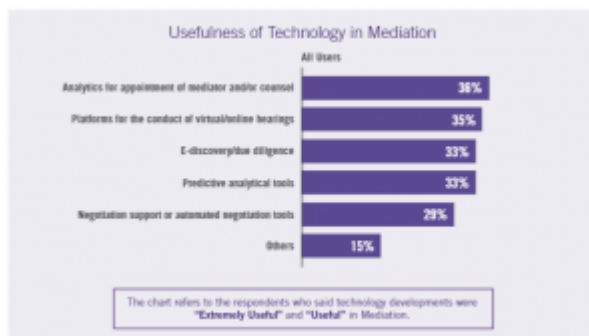 Usefulness of Technology in Mediation
All Users
Analytics for appointment of mediator and/or counsel
36%
Platforms for the conduct of virtual/online hearings
35%
E-discovery/due diligence
33%
Predictive analytical tools
33%
Negotiation support or automated negotiation tools
29%
Others
15%
The chart refers to the respondents who said technology developments were
"Extremely Useful" and "Useful" in Mediation.